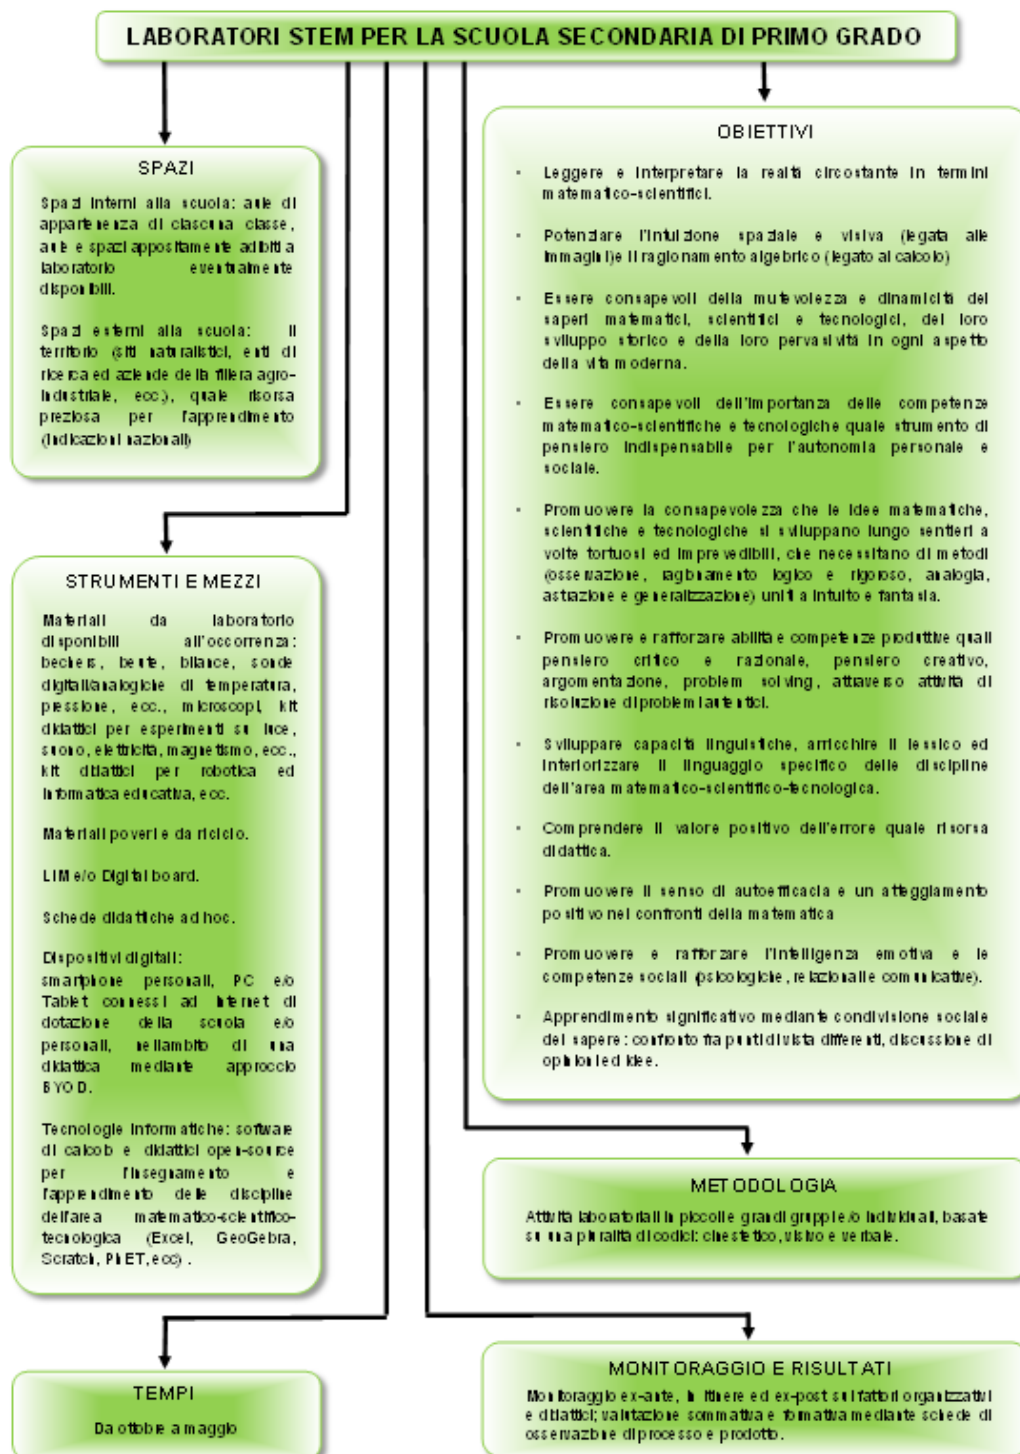 LABORATORI STEM PER LA SCUOLA SECONDARIA DI PRIMO GRADO
SPAZI
Spazi interni alla scuola: aule di
appartenenza di ciascuna classe,
aule e spazi appositamente adibiti a
laboratorio eventualmente
disponibili.
Spazi esterni alla scuola: il
territorio (siti naturalistici, enti di
ricerca ed aziende della filiera agro-
industriale, ecc.), quale risorsa
preziosa per l'apprendimento
(Indicazioni nazionali)
STRUMENTI E MEZZI
Materiali da laboratorio
disponibili all'occorrenza:
bechers, beute, bilance, sonde
digitali/analogiche di temperatura,
pressione, ecc., microscopi, kit
didattici per esperimenti su luce,
suono, elettricità, magnetismo, ecc.,
kit didattici per robotica ed
informatica educativa, ecc.
Materiali poveri e da riciclo.
LIM e/o Digital board.
Schede didattiche ad hoc.
Dispositivi digitali:
smartphone personali, PC e/o
Tablet connessi ad Internet di
dotazione della scuola e/o
personali, nell'ambito di una
didattica mediante approccio
BYOD.
Tecnologie informatiche: software
di calcolo e didattici open-source
per l'insegnamento e
l'apprendimento delle discipline
dell'area matematico-scientifico-
tecnologica (Excel, GeoGebra,
Scratch, PhET, ecc) .
TEMPI
Da ottobre a maggio
OBIETTIVI
• Leggere e interpretare la realtà circostante in termini
matematico-scientifici.
• Potenziare l'intuizione spaziale e visiva (legata alle
immagini) e il ragionamento algebrico (legato al calcolo)
• Essere consapevoli della mutevolezza e dinamicità dei
saperi matematici, scientifici e tecnologici, del loro
sviluppo storico e della loro pervasività in ogni aspetto
della vita moderna.
• Essere consapevoli dell'importanza delle competenze
matematico-scientifiche e tecnologiche quale strumento di
pensiero indispensabile per l'autonomia personale e
sociale.
• Promuovere la consapevolezza che le idee matematiche,
scientifiche e tecnologiche si sviluppano lungo sentieri a
volte tortuosi ed imprevedibili, che necessitano di metodi
(osservazione, ragionamento logico e rigoroso, analogia,
astrazione e generalizzazione) uniti a intuito e fantasia.
• Promuovere e rafforzare abilità e competenze produttive quali
pensiero critico e razionale, pensiero creativo,
argomentazione, problem solving, attraverso attività di
risoluzione di problemi autentici.
• Sviluppare capacità linguistiche, arricchire il lessico ed
interiorizzare il linguaggio specifico delle discipline
dell'area matematico-scientifico-tecnologica.
• Comprendere il valore positivo dell'errore quale risorsa
didattica.
• Promuovere il senso di autoefficacia e un atteggiamento
positivo nei confronti della matematica
• Promuovere e rafforzare l'intelligenza emotiva e le
competenze sociali (psicologiche, relazionali e comunicative).
• Apprendimento significativo mediante condivisione sociale
del sapere: confronto fra punti di vista differenti, discussione di
opinioni ed idee.
METODOLOGIA
Attività laboratoriali in piccoli e grandi gruppi e/o individuali, basate
su una pluralità di codici: cinestetico, visivo e verbale.
MONITORAGGIO E RISULTATI
Monitoraggio ex-ante, in itinere ed ex-post sui fattori organizzativi
e didattici; valutazione sommativa e formativa mediante schede di
osservazione di processo e prodotto.